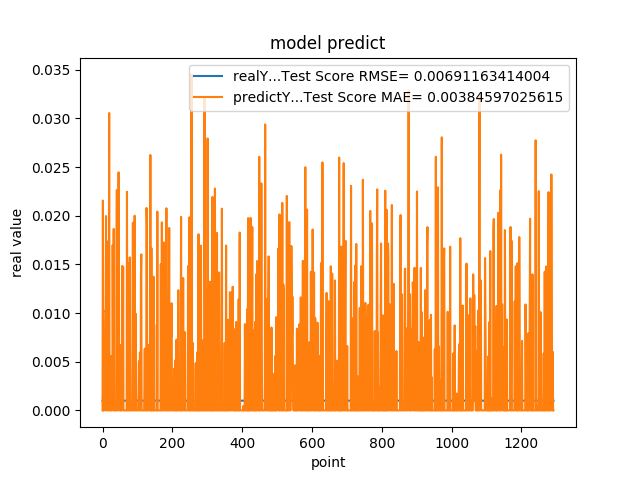 model predict
realY...Test Score RMSE= 0.00691163414004
predictY...Test Score MAE= 0.00384597025615
real value
0.035
0.030
0.025
0.020
0.015
0.010
0.005
0.000
0 200 400 600 800 1000 1200
point